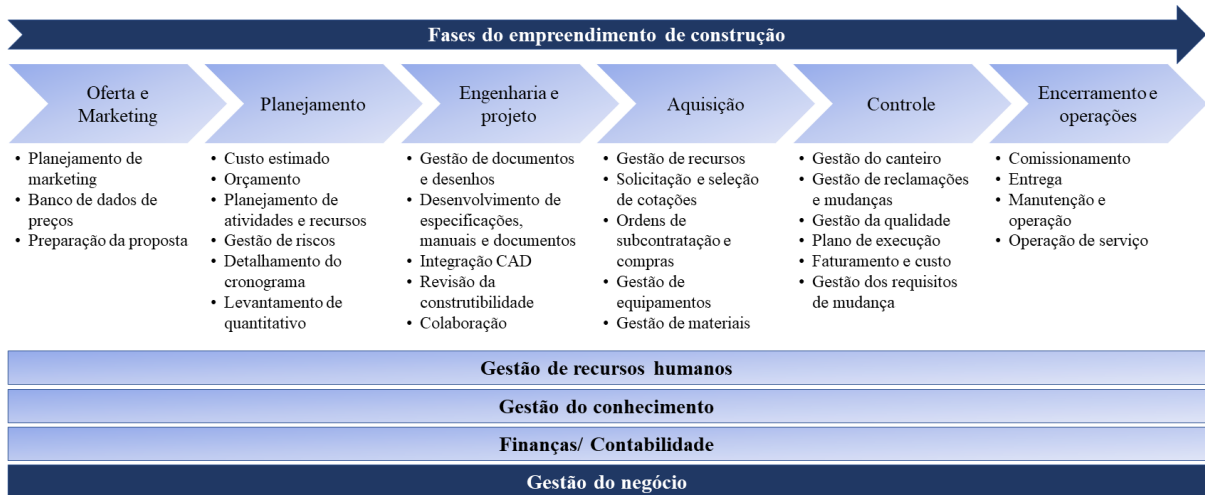 Fases do empreendimento de construção
Oferta e
Marketing
Planejamento
Engenharia e
projeto
Aquisição
Controle
Encerramento e
operações
• Planejamento de
marketing
• Banco de dados de
preços
• Preparação da proposta
• Custo estimado
• Orçamento
• Planejamento de
atividades e recursos
• Gestão de riscos
• Detalhamento do
cronograma
• Levantamento de
quantitativo
• Gestão de documentos
e desenhos
• Desenvolvimento de
especificações,
manuais e documentos
• Integração CAD
• Revisão da
construtibilidade
• Colaboração
• Gestão de recursos
• Solicitação e seleção
de cotações
• Ordens de
subcontratação e
compras
• Gestão de
equipamentos
• Gestão de materiais
• Gestão do canteiro
• Gestão de reclamações
e mudanças
• Gestão da qualidade
• Plano de execução
• Faturamento e custo
• Gestão dos requisitos
de mudança
• Comissionamento
• Entrega
• Manutenção e
operação
• Operação de serviço
Gestão de recursos humanos
Gestão do conhecimento
Finanças/ Contabilidade
Gestão do negócio